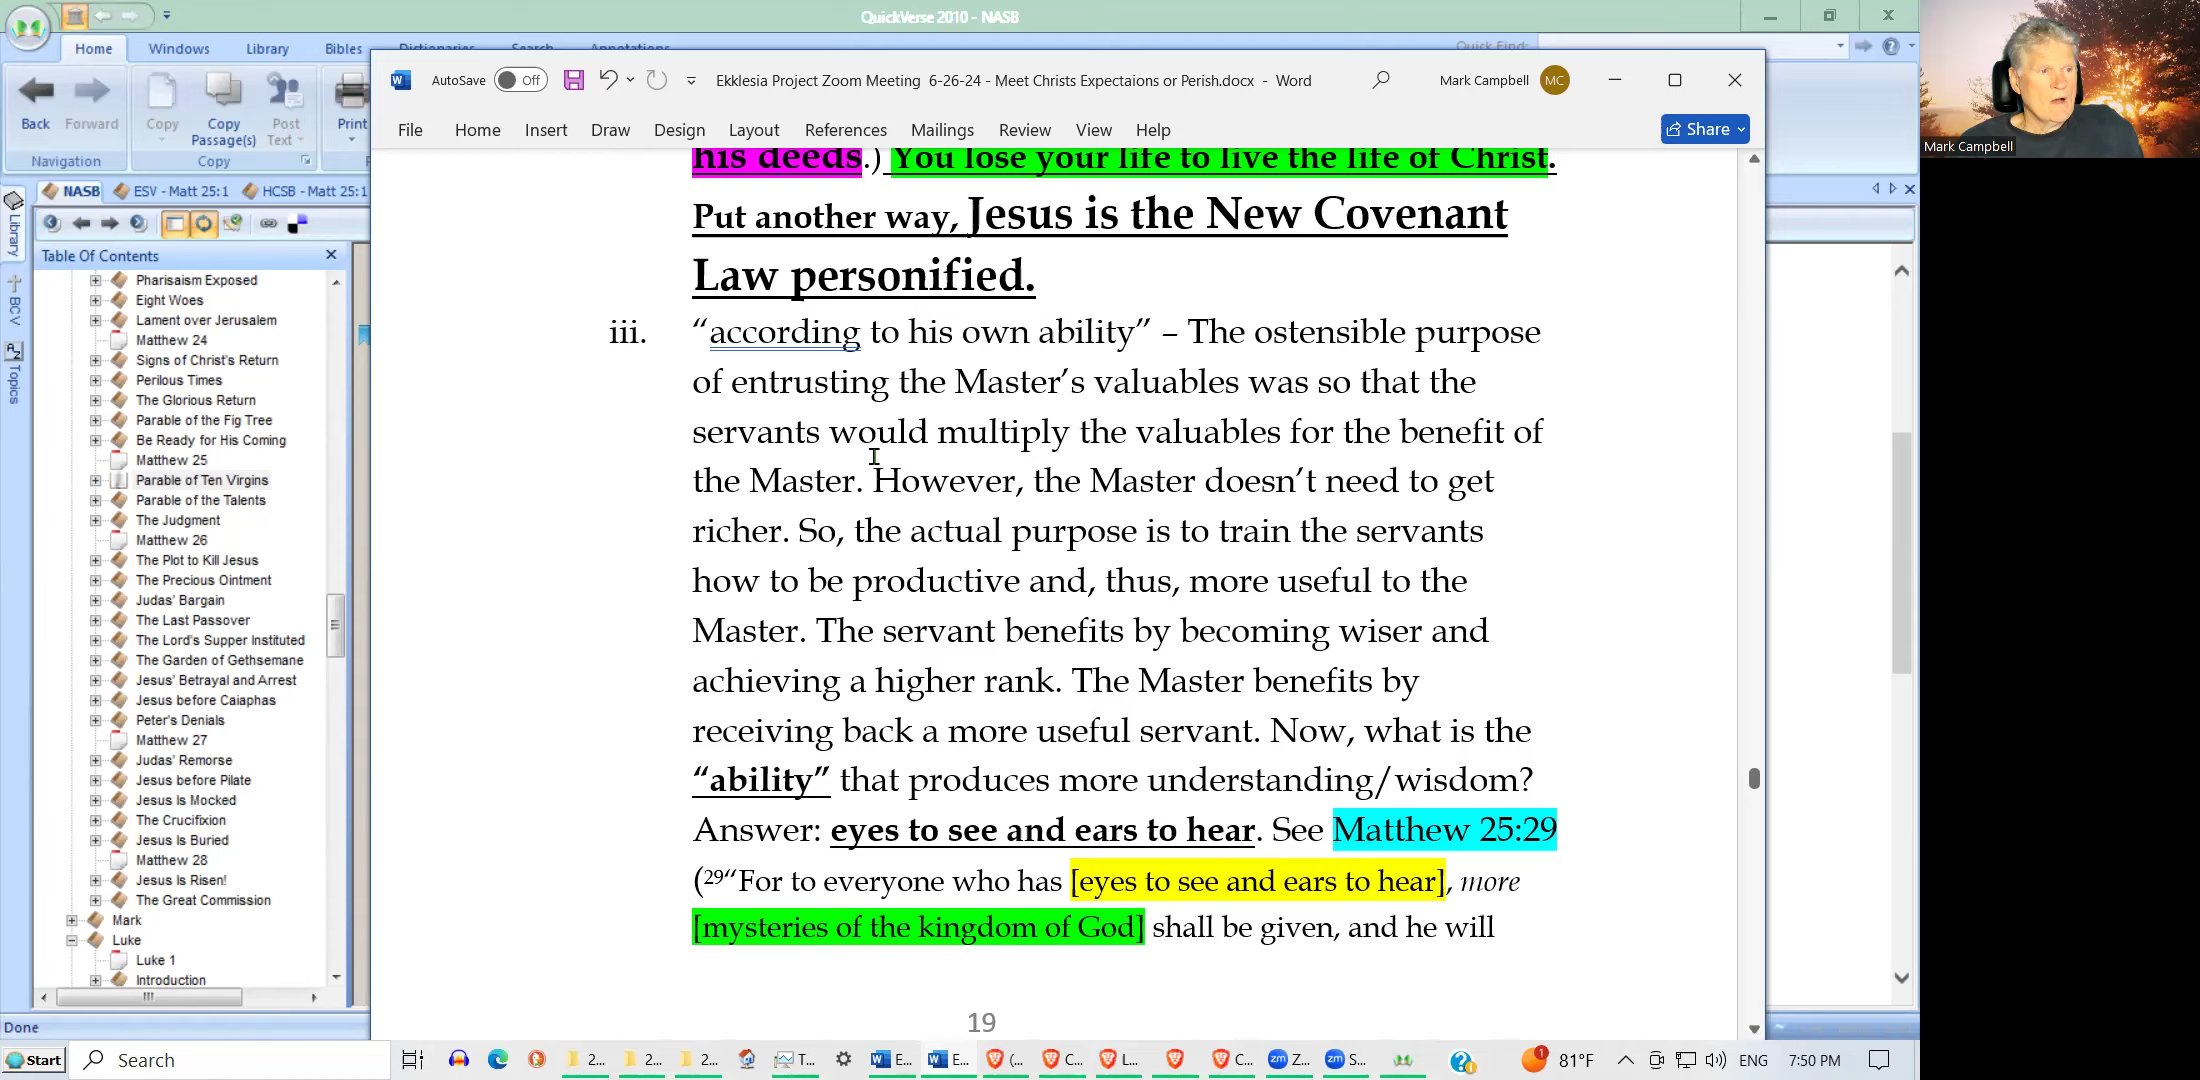 QuickVerse 2010 - NASB
Home Windows Library Bibles Dictionaries Search Annotations Quick Find:
Back Forward Copy Copy Passage(s) Post Text Print
Navigation Copy
NASB ESV - Matt 25:1 HCSB - Matt 25:1
Library
BCV
Topics
Table Of Contents
Pharisaism Exposed
Eight Woes
Lament over Jerusalem
Matthew 24
Signs of Christ's Return
Perilous Times
The Glorious Return
Parable of the Fig Tree
Be Ready for His Coming
Matthew 25
Parable of Ten Virgins
Parable of the Talents
The Judgment
Matthew 26
The Plot to Kill Jesus
The Precious Ointment
Judas' Bargain
The Last Passover
The Lord's Supper Instituted
The Garden of Gethsemane
Jesus' Betrayal and Arrest
Jesus before Caiaphas
Peter's Denials
Matthew 27
Judas' Remorse
Jesus before Pilate
Jesus Is Mocked
The Crucifixion
Jesus Is Buried
Matthew 28
Jesus Is Risen!
The Great Commission
Mark
Luke
Luke 1
Introduction
Done
AutoSave Off Ekklesia Project Zoom Meeting 6-26-24 - Meet Christs Expectaions or Perish.docx - Word Mark Campbell MC
File Home Insert Draw Design Layout References Mailings Review View Help Share
his deeds.) You lose your life to live the life of Christ.
Put another way, Jesus is the New Covenant
Law personified.
iii. “according to his own ability” – The ostensible purpose
of entrusting the Master’s valuables was so that the
servants would multiply the valuables for the benefit of
the Master. However, the Master doesn’t need to get
richer. So, the actual purpose is to train the servants
how to be productive and, thus, more useful to the
Master. The servant benefits by becoming wiser and
achieving a higher rank. The Master benefits by
receiving back a more useful servant. Now, what is the
“ability” that produces more understanding/wisdom?
Answer: eyes to see and ears to hear. See Matthew 25:29
(29“For to everyone who has [eyes to see and ears to hear], more
[mysteries of the kingdom of God] shall be given, and he will
19
Mark Campbell
Start Search 2... 2... 2... T... E... E... (... C... L... C... zm Z... zm S... 1 81°F ENG 7:50 PM